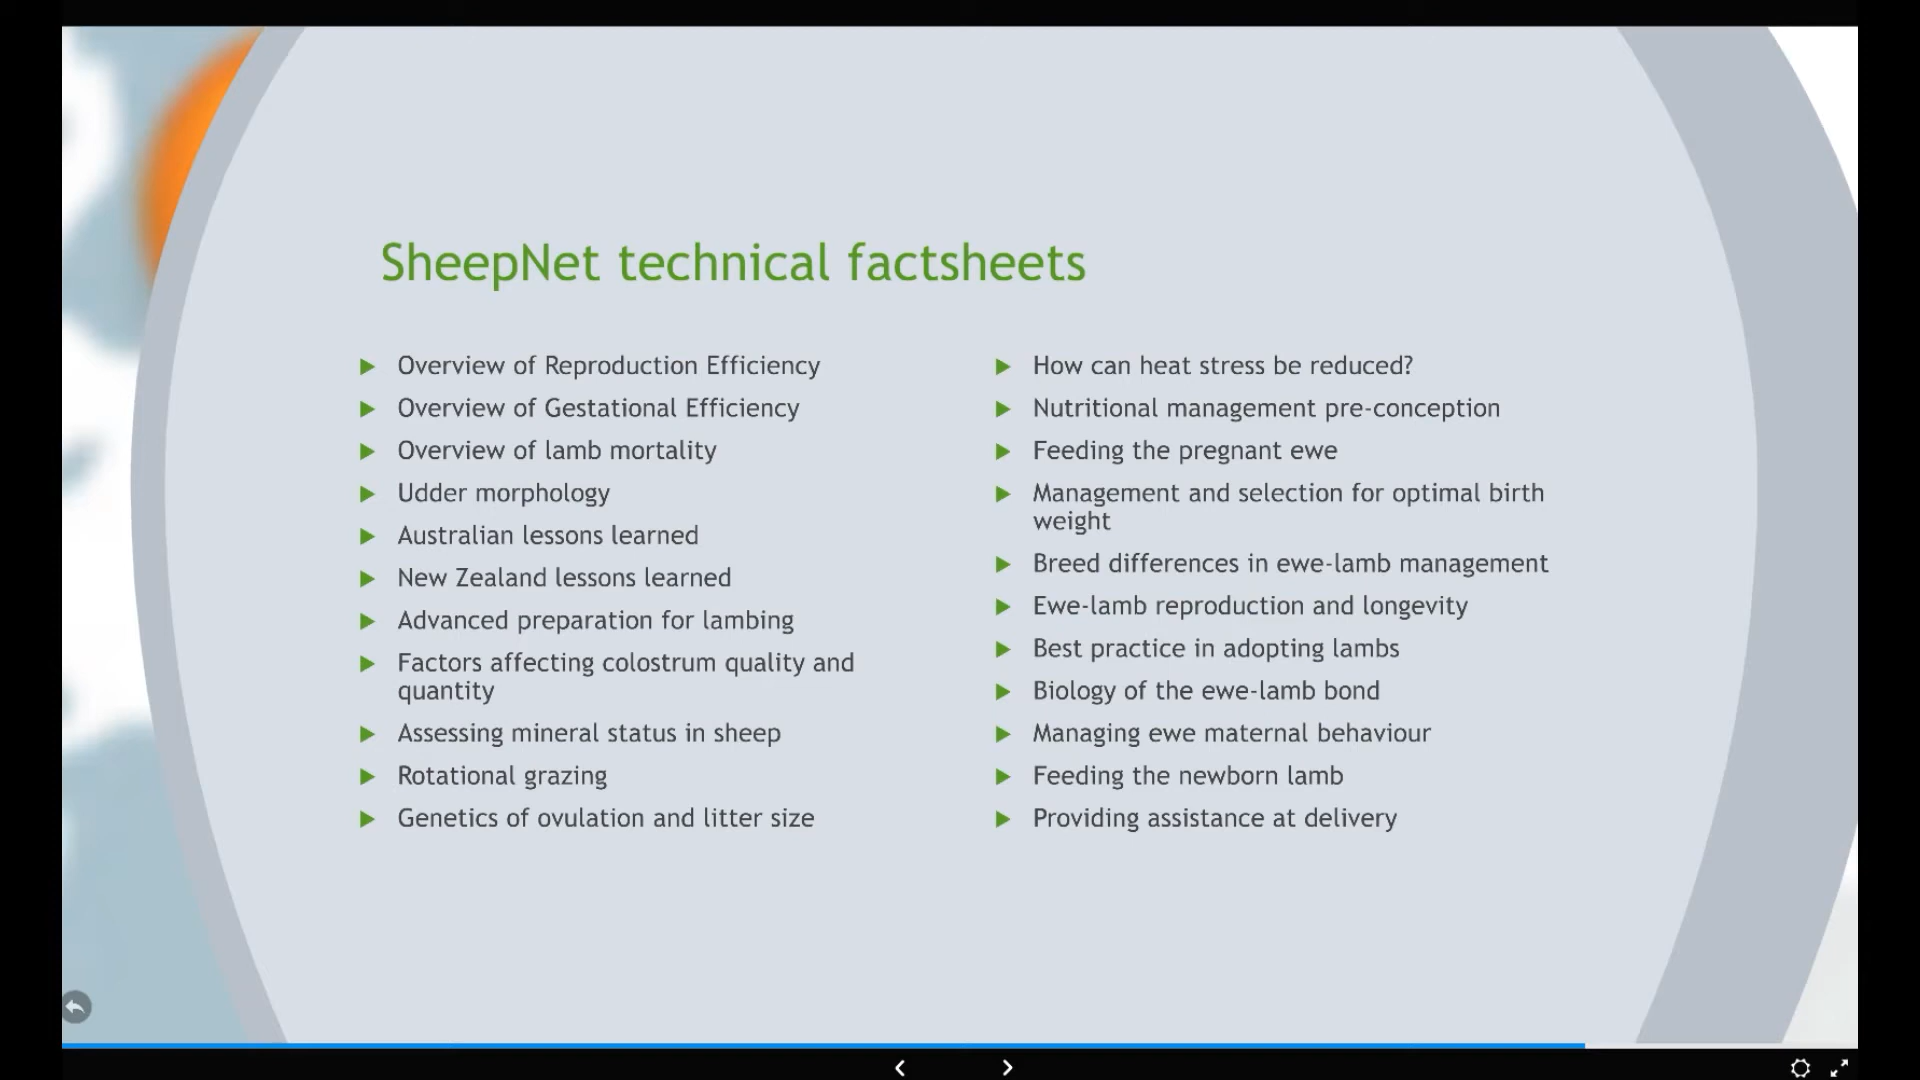 SheepNet technical factsheets
Overview of Reproduction Efficiency
Overview of Gestational Efficiency
Overview of lamb mortality
Udder morphology
Australian lessons learned
New Zealand lessons learned
Advanced preparation for lambing
Factors affecting colostrum quality and
quantity
Assessing mineral status in sheep
Rotational grazing
Genetics of ovulation and litter size
How can heat stress be reduced?
Nutritional management pre-conception
Feeding the pregnant ewe
Management and selection for optimal birth
weight
Breed differences in ewe-lamb management
Ewe-lamb reproduction and longevity
Best practice in adopting lambs
Biology of the ewe-lamb bond
Managing ewe maternal behaviour
Feeding the newborn lamb
Providing assistance at delivery